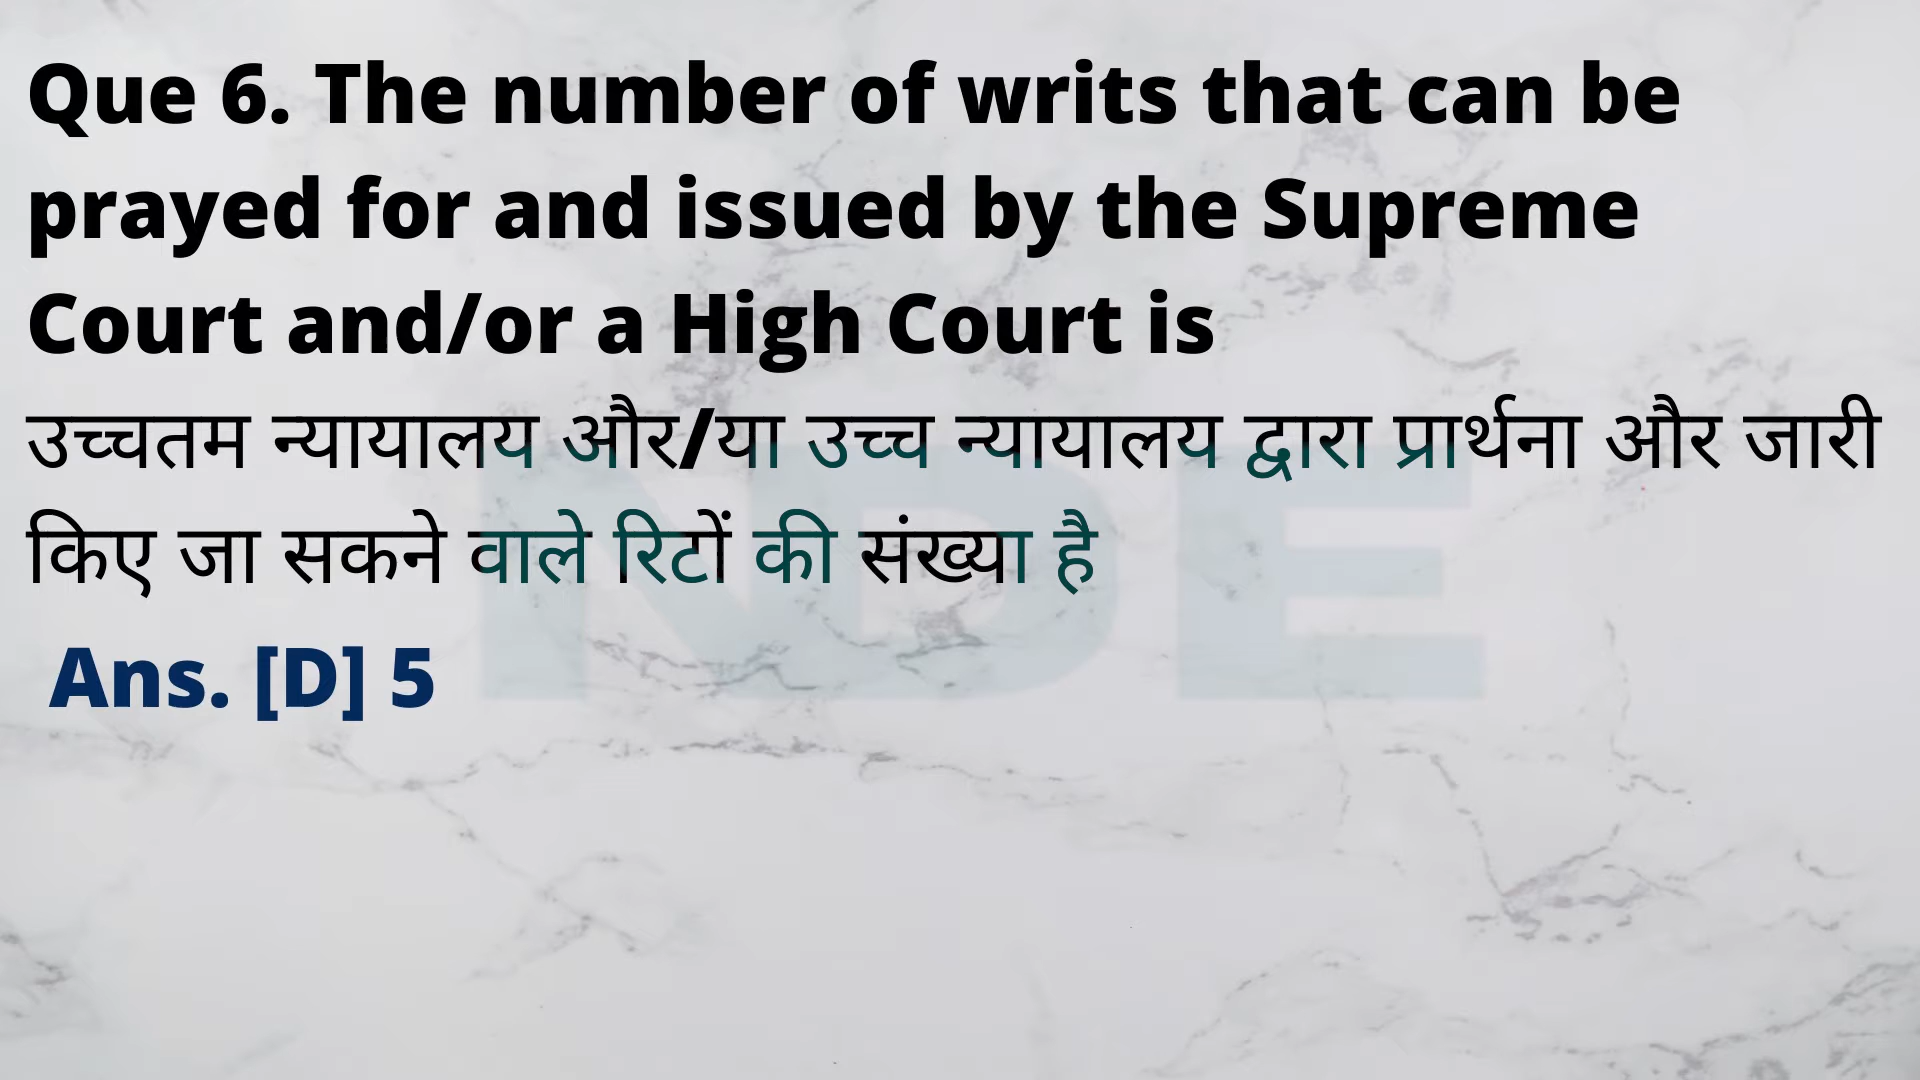 Que 6. The number of writs that can be
prayed for and issued by the Supreme
Court and/or a High Court is
उच्चतम न्यायालय और/या उच्च न्यायालय द्वारा प्रार्थना और जारी
किए जा सकने वाले रिटों की संख्या है
Ans. [D] 5
NDE